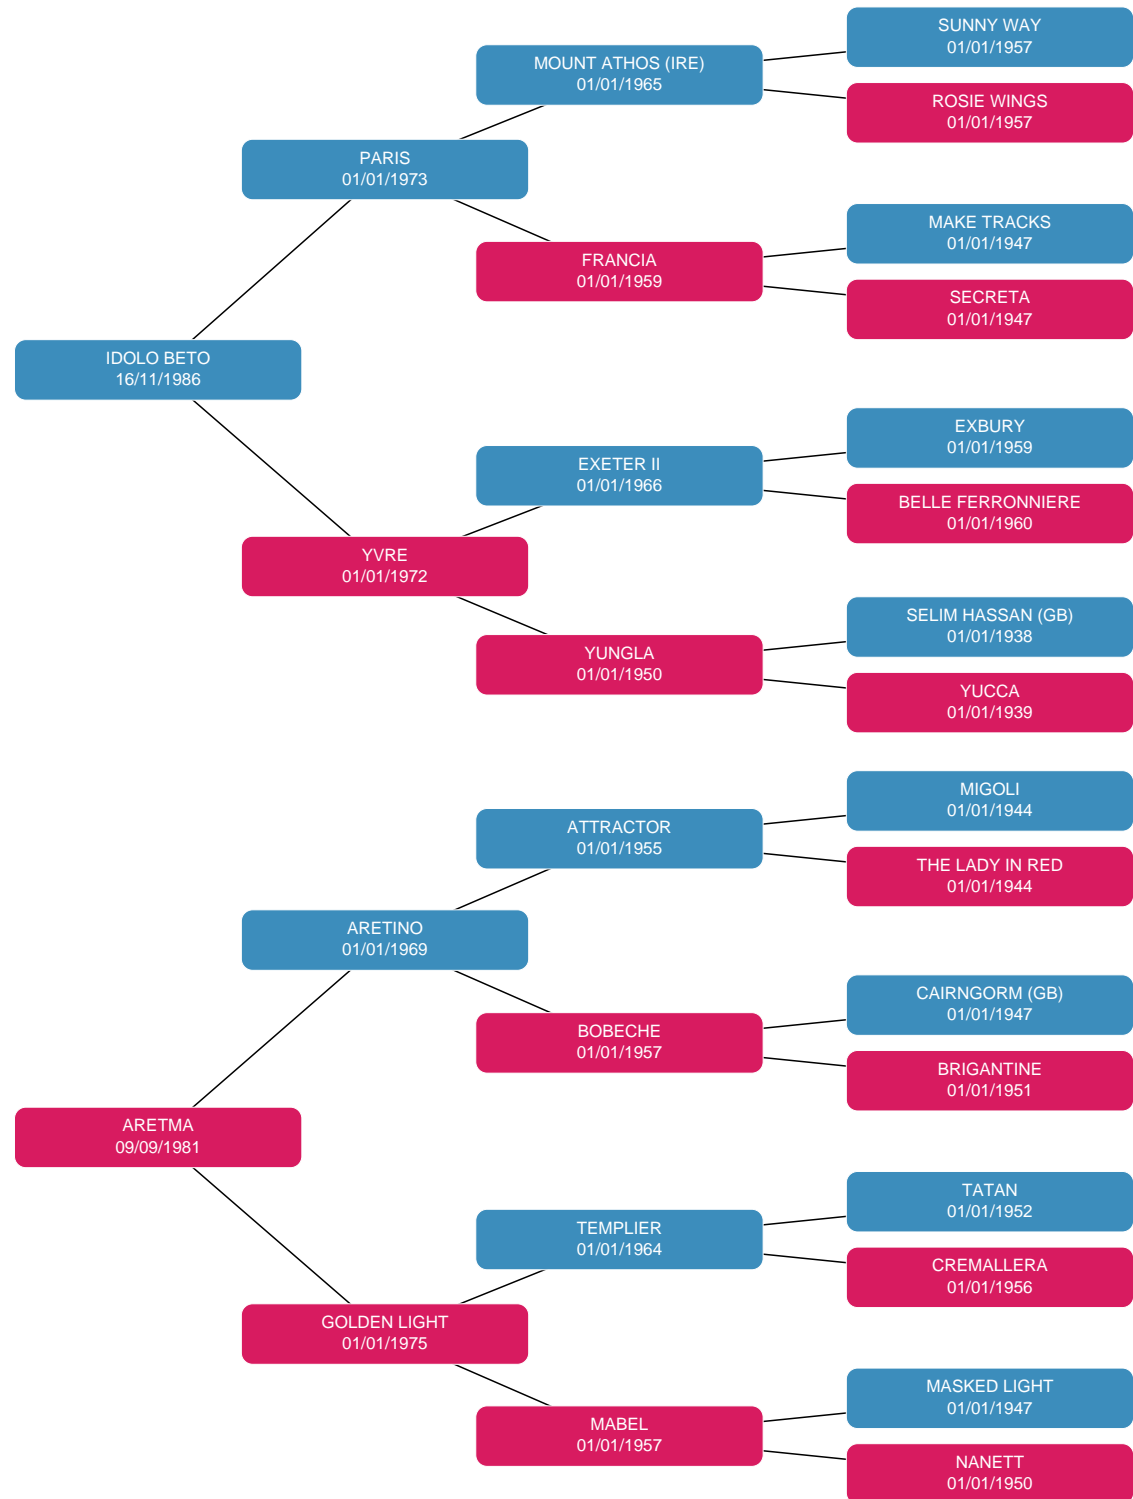 SUNNY WAY
01/01/1957
MOUNT ATHOS (IRE)
01/01/1965
ROSIE WINGS
01/01/1957
PARIS
01/01/1973
MAKE TRACKS
01/01/1947
FRANCIA
01/01/1959
SECRETA
01/01/1947
IDOLO BETO
16/11/1986
EXBURY
01/01/1959
EXETER II
01/01/1966
BELLE FERRONNIERE
01/01/1960
YVRE
01/01/1972
SELIM HASSAN (GB)
01/01/1938
YUNGLA
01/01/1950
YUCCA
01/01/1939
MIGOLI
01/01/1944
ATTRACTOR
01/01/1955
THE LADY IN RED
01/01/1944
ARETINO
01/01/1969
CAIRNGORM (GB)
01/01/1947
BOBECHE
01/01/1957
BRIGANTINE
01/01/1951
ARETMA
09/09/1981
TATAN
01/01/1952
TEMPLIER
01/01/1964
CREMALLERA
01/01/1956
GOLDEN LIGHT
01/01/1975
MASKED LIGHT
01/01/1947
MABEL
01/01/1957
NANETT
01/01/1950